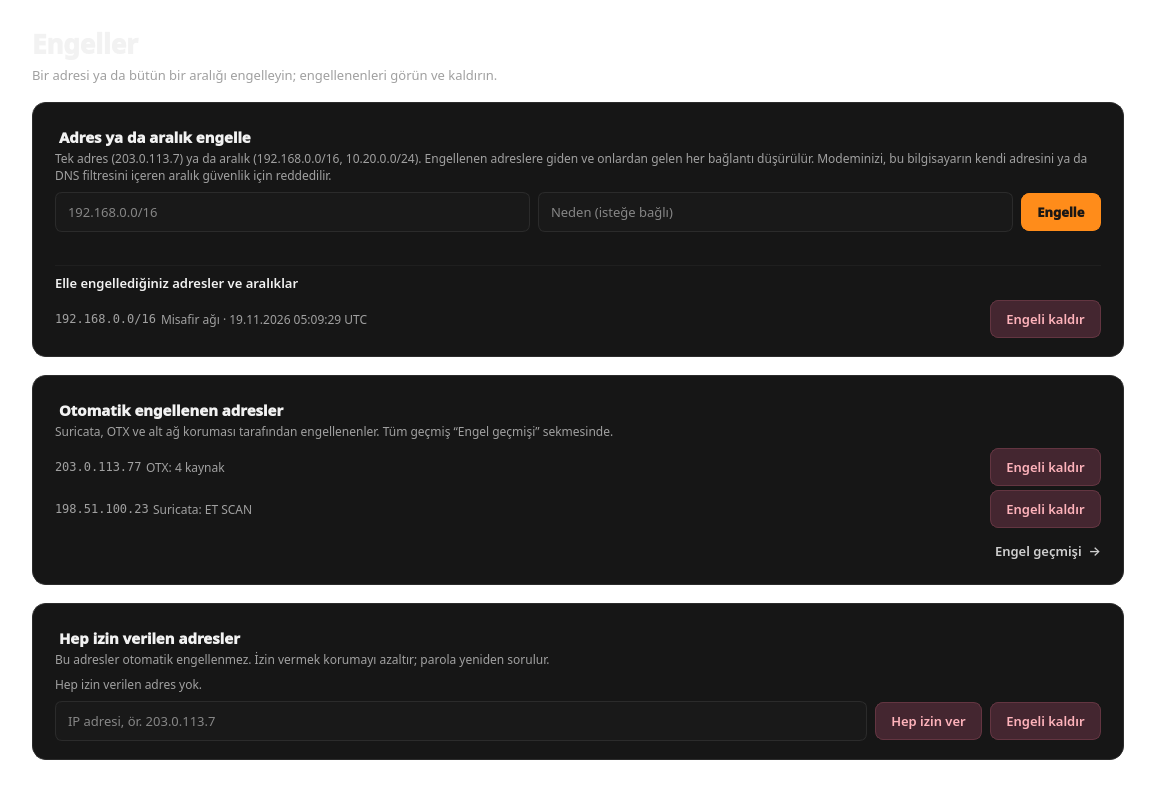 Engeller
Bir adresi ya da bütün bir aralığı engelleyin; engellenenleri görün ve kaldırın.
Adres ya da aralık engelle
Tek adres (203.0.113.7) ya da aralık (192.168.0.0/16, 10.20.0.0/24). Engellenen adreslere giden ve onlardan gelen her bağlantı düşürülür. Modeminizi, bu bilgisayarın kendi adresini ya da
DNS filtresini içeren aralık güvenlik için reddedilir.
192.168.0.0/16 Neden (isteğe bağlı) Engelle
Elle engellediğiniz adresler ve aralıklar
192.168.0.0/16 Misafir ağı · 19.11.2026 05:09:29 UTC Engeli kaldır
Otomatik engellenen adresler
Suricata, OTX ve alt ağ koruması tarafından engellenenler. Tüm geçmiş “Engel geçmişi” sekmesinde.
203.0.113.77 OTX: 4 kaynak Engeli kaldır
198.51.100.23 Suricata: ET SCAN Engeli kaldır
Engel geçmişi →
Hep izin verilen adresler
Bu adresler otomatik engellenmez. İzin vermek korumayı azaltır; parola yeniden sorulur.
Hep izin verilen adres yok.
IP adresi, ör. 203.0.113.7 Hep izin ver Engeli kaldır